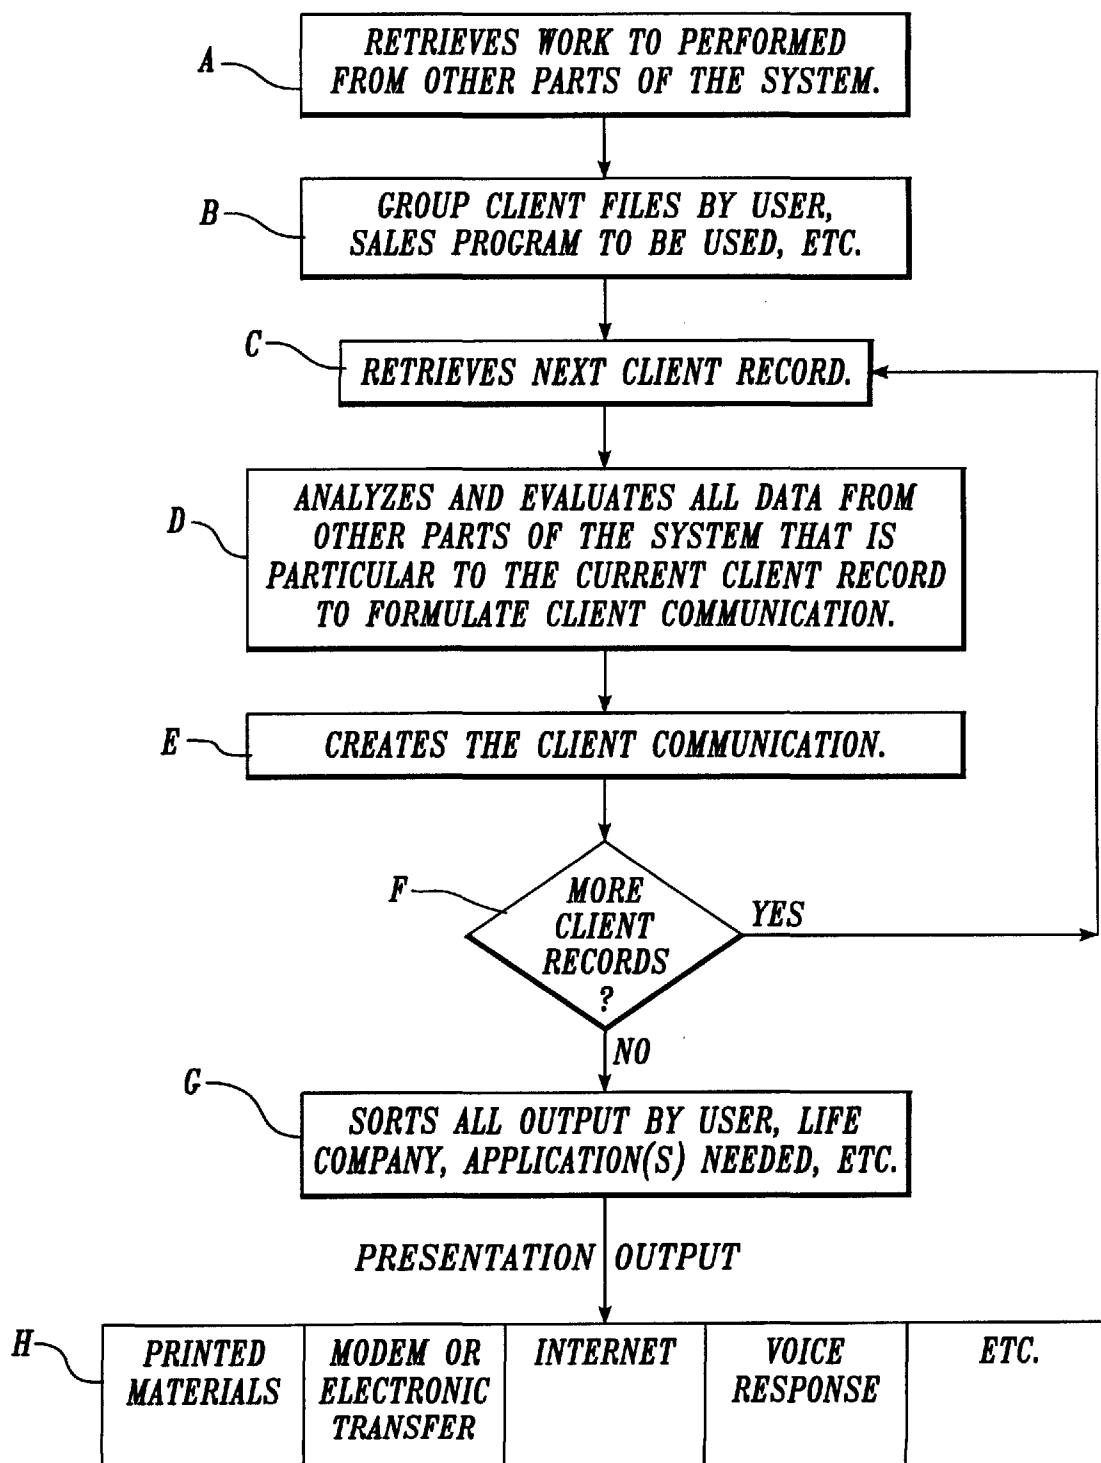 A
RETRIEVES WORK TO PERFORMED
FROM OTHER PARTS OF THE SYSTEM.
B
GROUP CLIENT FILES BY USER,
SALES PROGRAM TO BE USED, ETC.
C
RETRIEVES NEXT CLIENT RECORD.
D
ANALYZES AND EVALUATES ALL DATA FROM
OTHER PARTS OF THE SYSTEM THAT IS
PARTICULAR TO THE CURRENT CLIENT RECORD
TO FORMULATE CLIENT COMMUNICATION.
E
CREATES THE CLIENT COMMUNICATION.
F
MORE
CLIENT
RECORDS
?
YES
NO
G
SORTS ALL OUTPUT BY USER, LIFE
COMPANY, APPLICATION(S) NEEDED, ETC.
PRESENTATION OUTPUT
H
PRINTED
MATERIALS
MODEM OR
ELECTRONIC
TRANSFER
INTERNET
VOICE
RESPONSE
ETC.